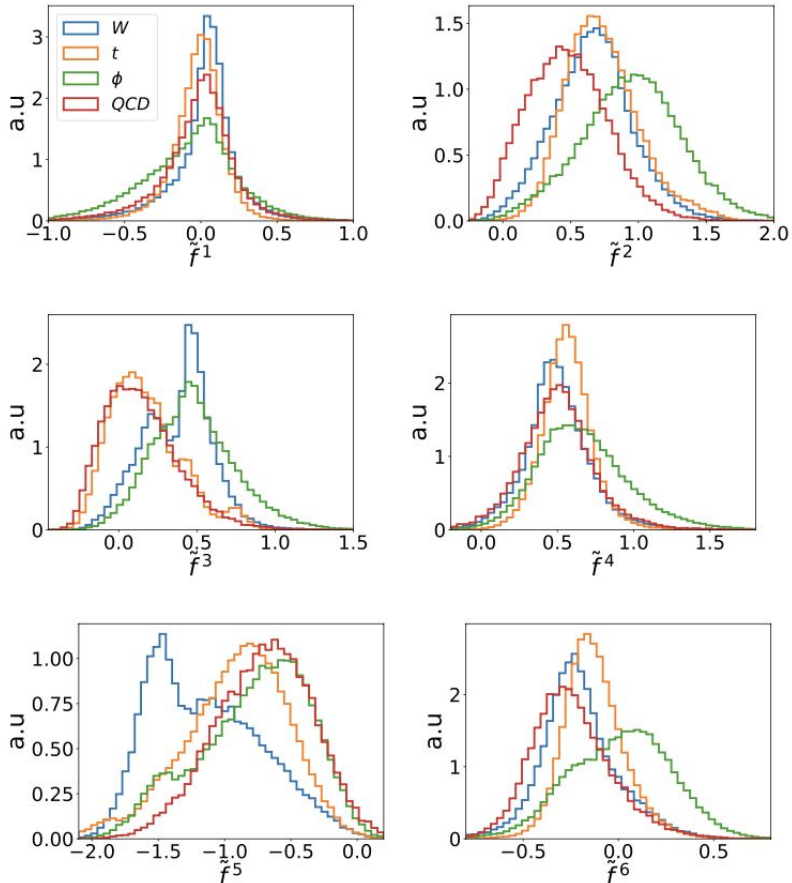 W
t
ϕ
QCD
a.u
3
2
1
0
−1.0 −0.5 0.0 0.5 1.0
f̃¹
a.u
1.5
1.0
0.5
0.0
0.0 0.5 1.0 1.5 2.0
f̃²
a.u
2
1
0
0.0 0.5 1.0 1.5
f̃³
a.u
2
1
0
0.0 0.5 1.0 1.5
f̃⁴
a.u
1.00
0.75
0.50
0.25
0.00
−2.0 −1.5 −1.0 −0.5 0.0
f̃⁵
a.u
2
1
0
−0.5 0.0
f̃⁶